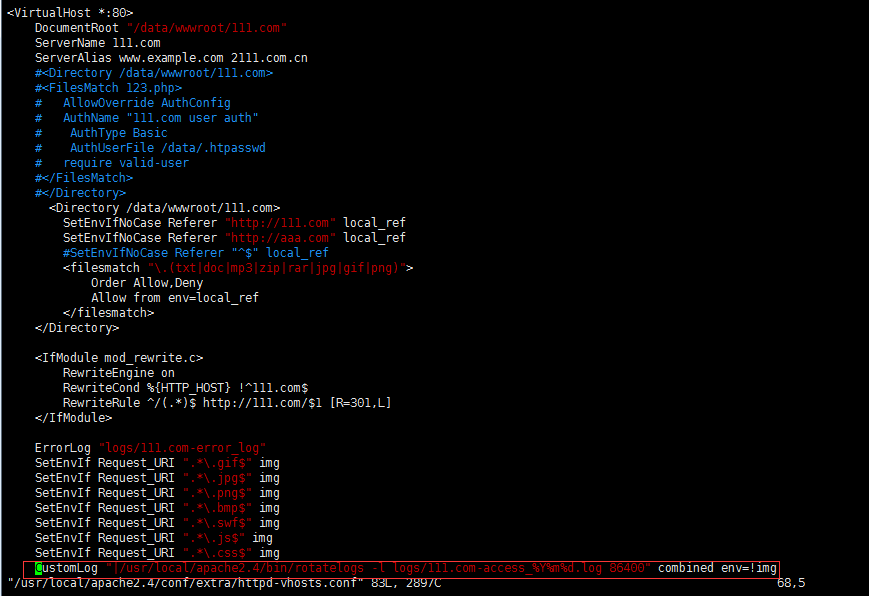 <VirtualHost *:80>
    DocumentRoot "/data/wwwroot/111.com"
    ServerName 111.com
    ServerAlias www.example.com 2111.com.cn
    #<Directory /data/wwwroot/111.com>
    #<FilesMatch 123.php>
    #   AllowOverride AuthConfig
    #   AuthName "111.com user auth"
    #    AuthType Basic
    #    AuthUserFile /data/.htpasswd
    #   require valid-user
    #</FilesMatch>
    #</Directory>
      <Directory /data/wwwroot/111.com>
        SetEnvIfNoCase Referer "http://111.com" local_ref
        SetEnvIfNoCase Referer "http://aaa.com" local_ref
        #SetEnvIfNoCase Referer "^$" local_ref
        <filesmatch "\.(txt|doc|mp3|zip|rar|jpg|gif|png)">
            Order Allow,Deny
            Allow from env=local_ref
        </filesmatch>
    </Directory>
    <IfModule mod_rewrite.c>
        RewriteEngine on
        RewriteCond %{HTTP_HOST} !^111.com$
        RewriteRule ^/(.*)$ http://111.com/$1 [R=301,L]
    </IfModule>
    ErrorLog "logs/111.com-error_log"
    SetEnvIf Request_URI ".*\.gif$" img
    SetEnvIf Request_URI ".*\.jpg$" img
    SetEnvIf Request_URI ".*\.png$" img
    SetEnvIf Request_URI ".*\.bmp$" img
    SetEnvIf Request_URI ".*\.swf$" img
    SetEnvIf Request_URI ".*\.js$" img
    SetEnvIf Request_URI ".*\.css$" img
    CustomLog "|/usr/local/apache2.4/bin/rotatelogs -l logs/111.com-access_%Y%m%d.log 86400" combined env=!img
"/usr/local/apache2.4/conf/extra/httpd-vhosts.conf" 83L, 2897C 68,5